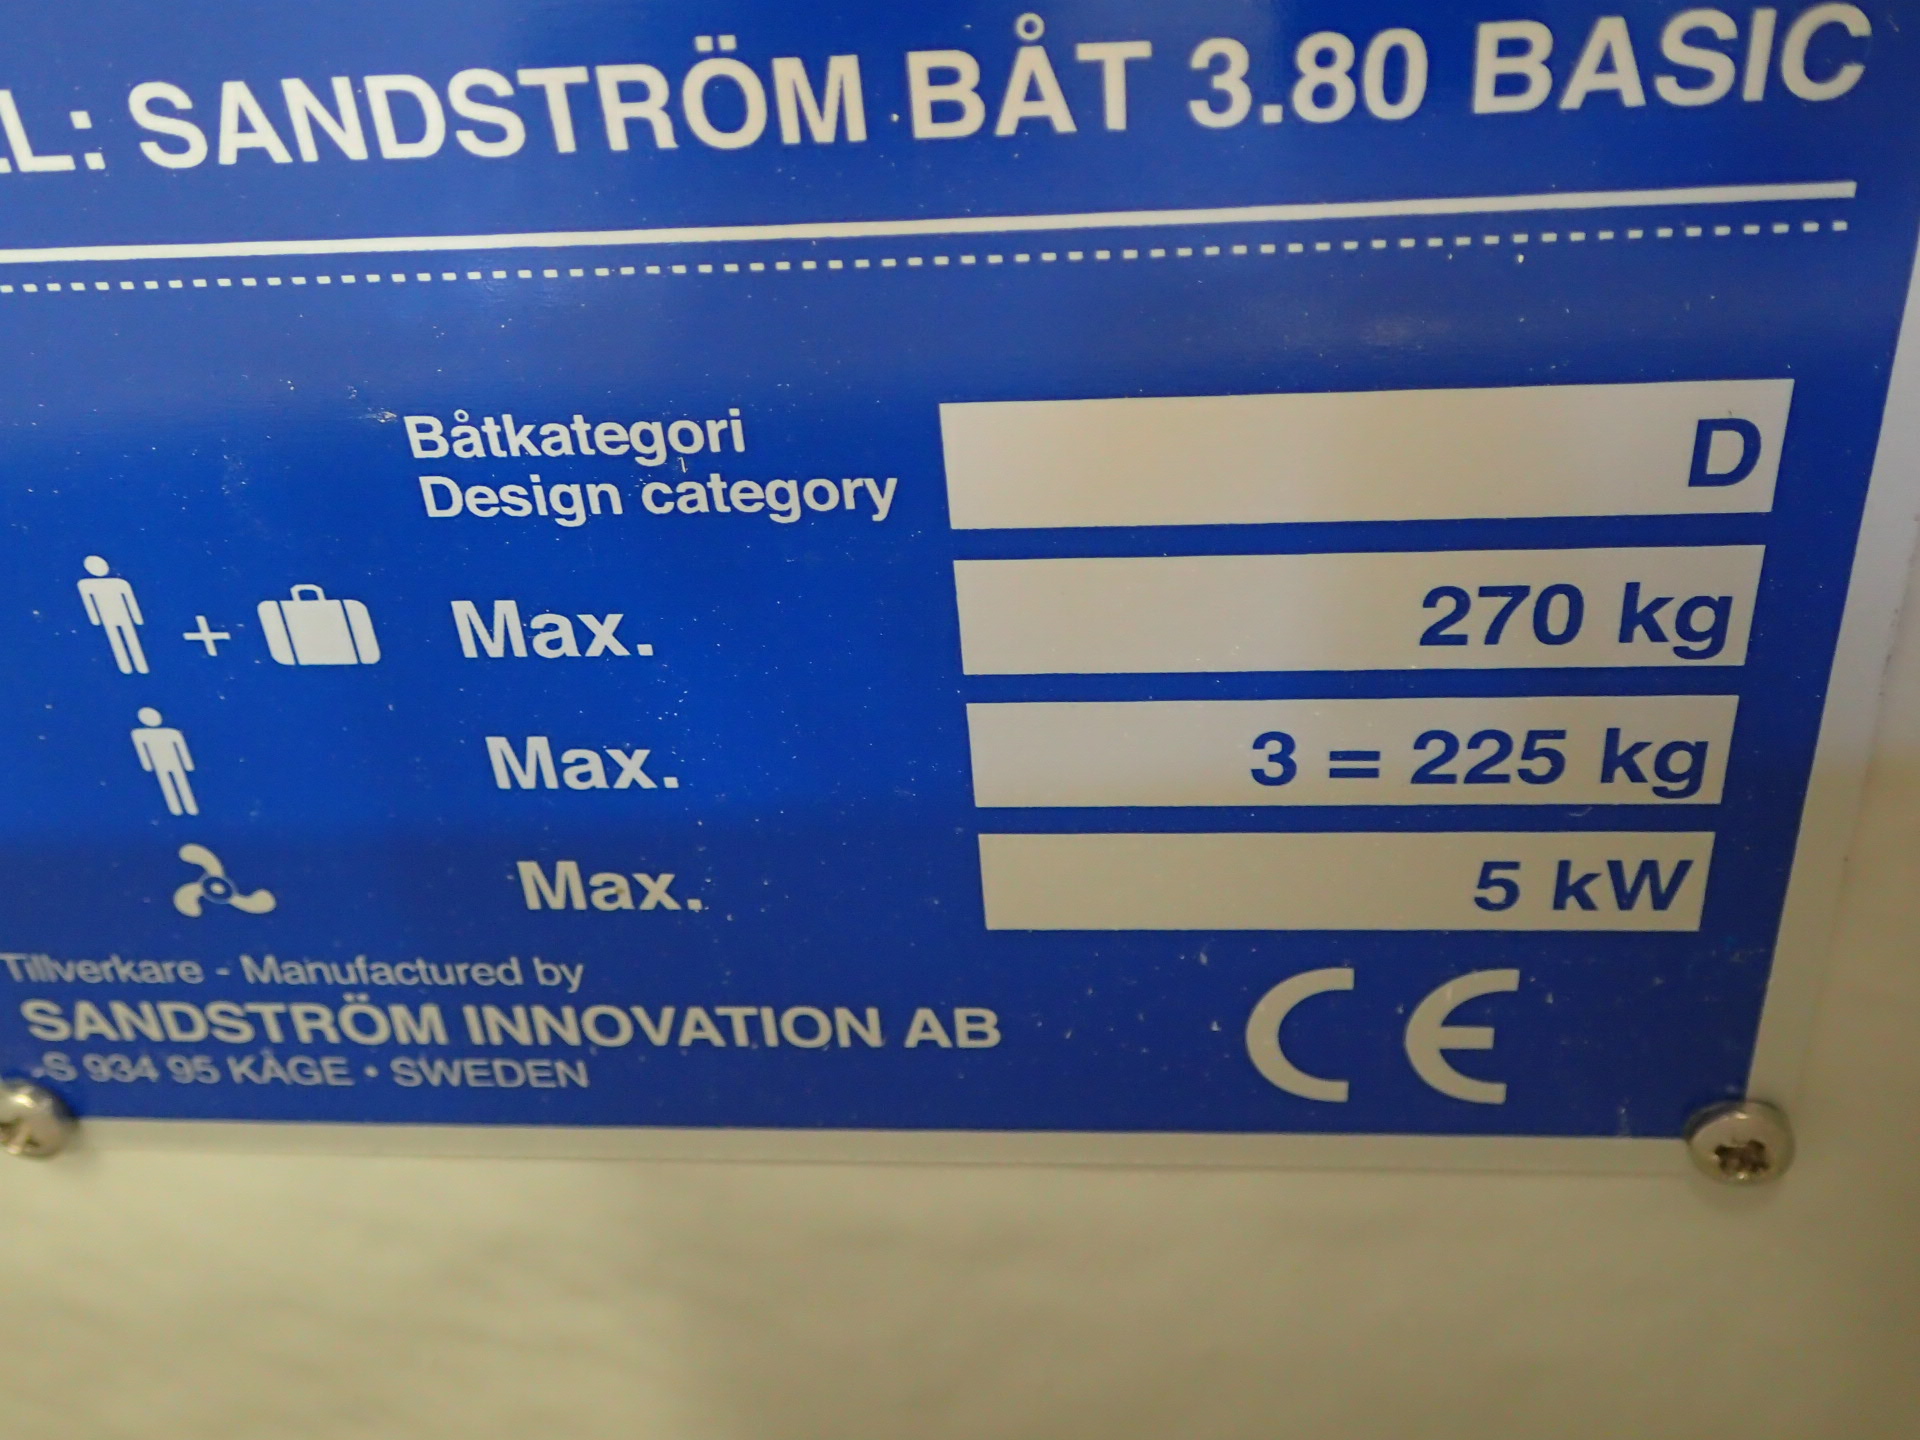 LL: SANDSTRÖM BÅT 3.80 BASIC
Båtkategori
Design category D
+ Max. 270 kg
Max. 3 = 225 kg
Max. 5 kW
Tillverkare - Manufactured by
SANDSTRÖM INNOVATION AB
-S 934 95 KÅGE • SWEDEN
CE